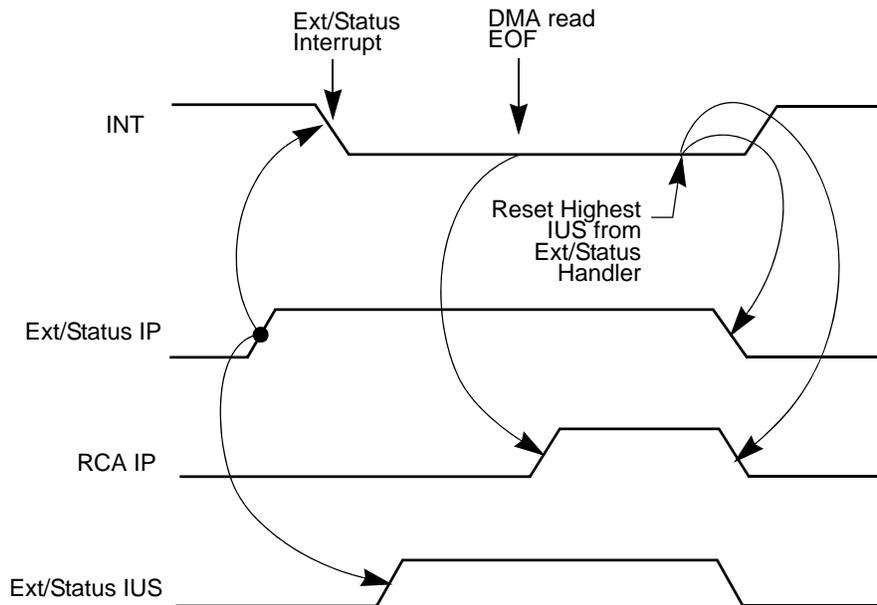 Ext/Status
Interrupt
DMA read
EOF
INT
Reset Highest
IUS from
Ext/Status
Handler
Ext/Status IP
RCA IP
Ext/Status IUS